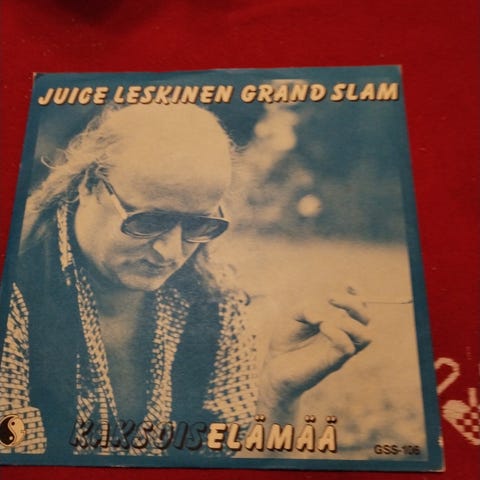 JUICE LESKINEN GRAND SLAM
KAKSOISELÄMÄÄ
GSS-106